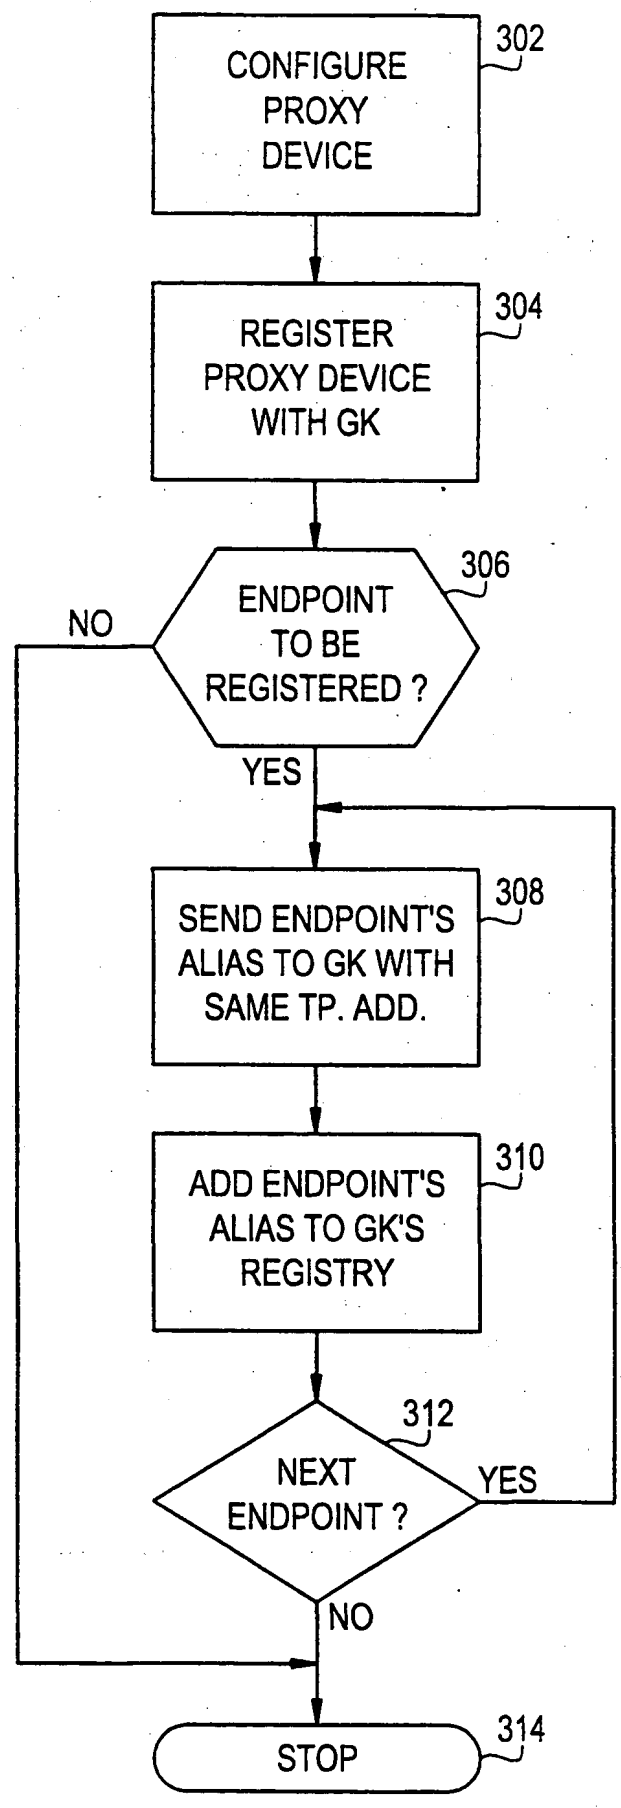 302
CONFIGURE
PROXY
DEVICE
304
REGISTER
PROXY DEVICE
WITH GK
306
ENDPOINT
TO BE
REGISTERED ?
NO
YES
308
SEND ENDPOINT'S
ALIAS TO GK WITH
SAME TP. ADD.
310
ADD ENDPOINT'S
ALIAS TO GK'S
REGISTRY
312
NEXT
ENDPOINT ?
YES
NO
314
STOP